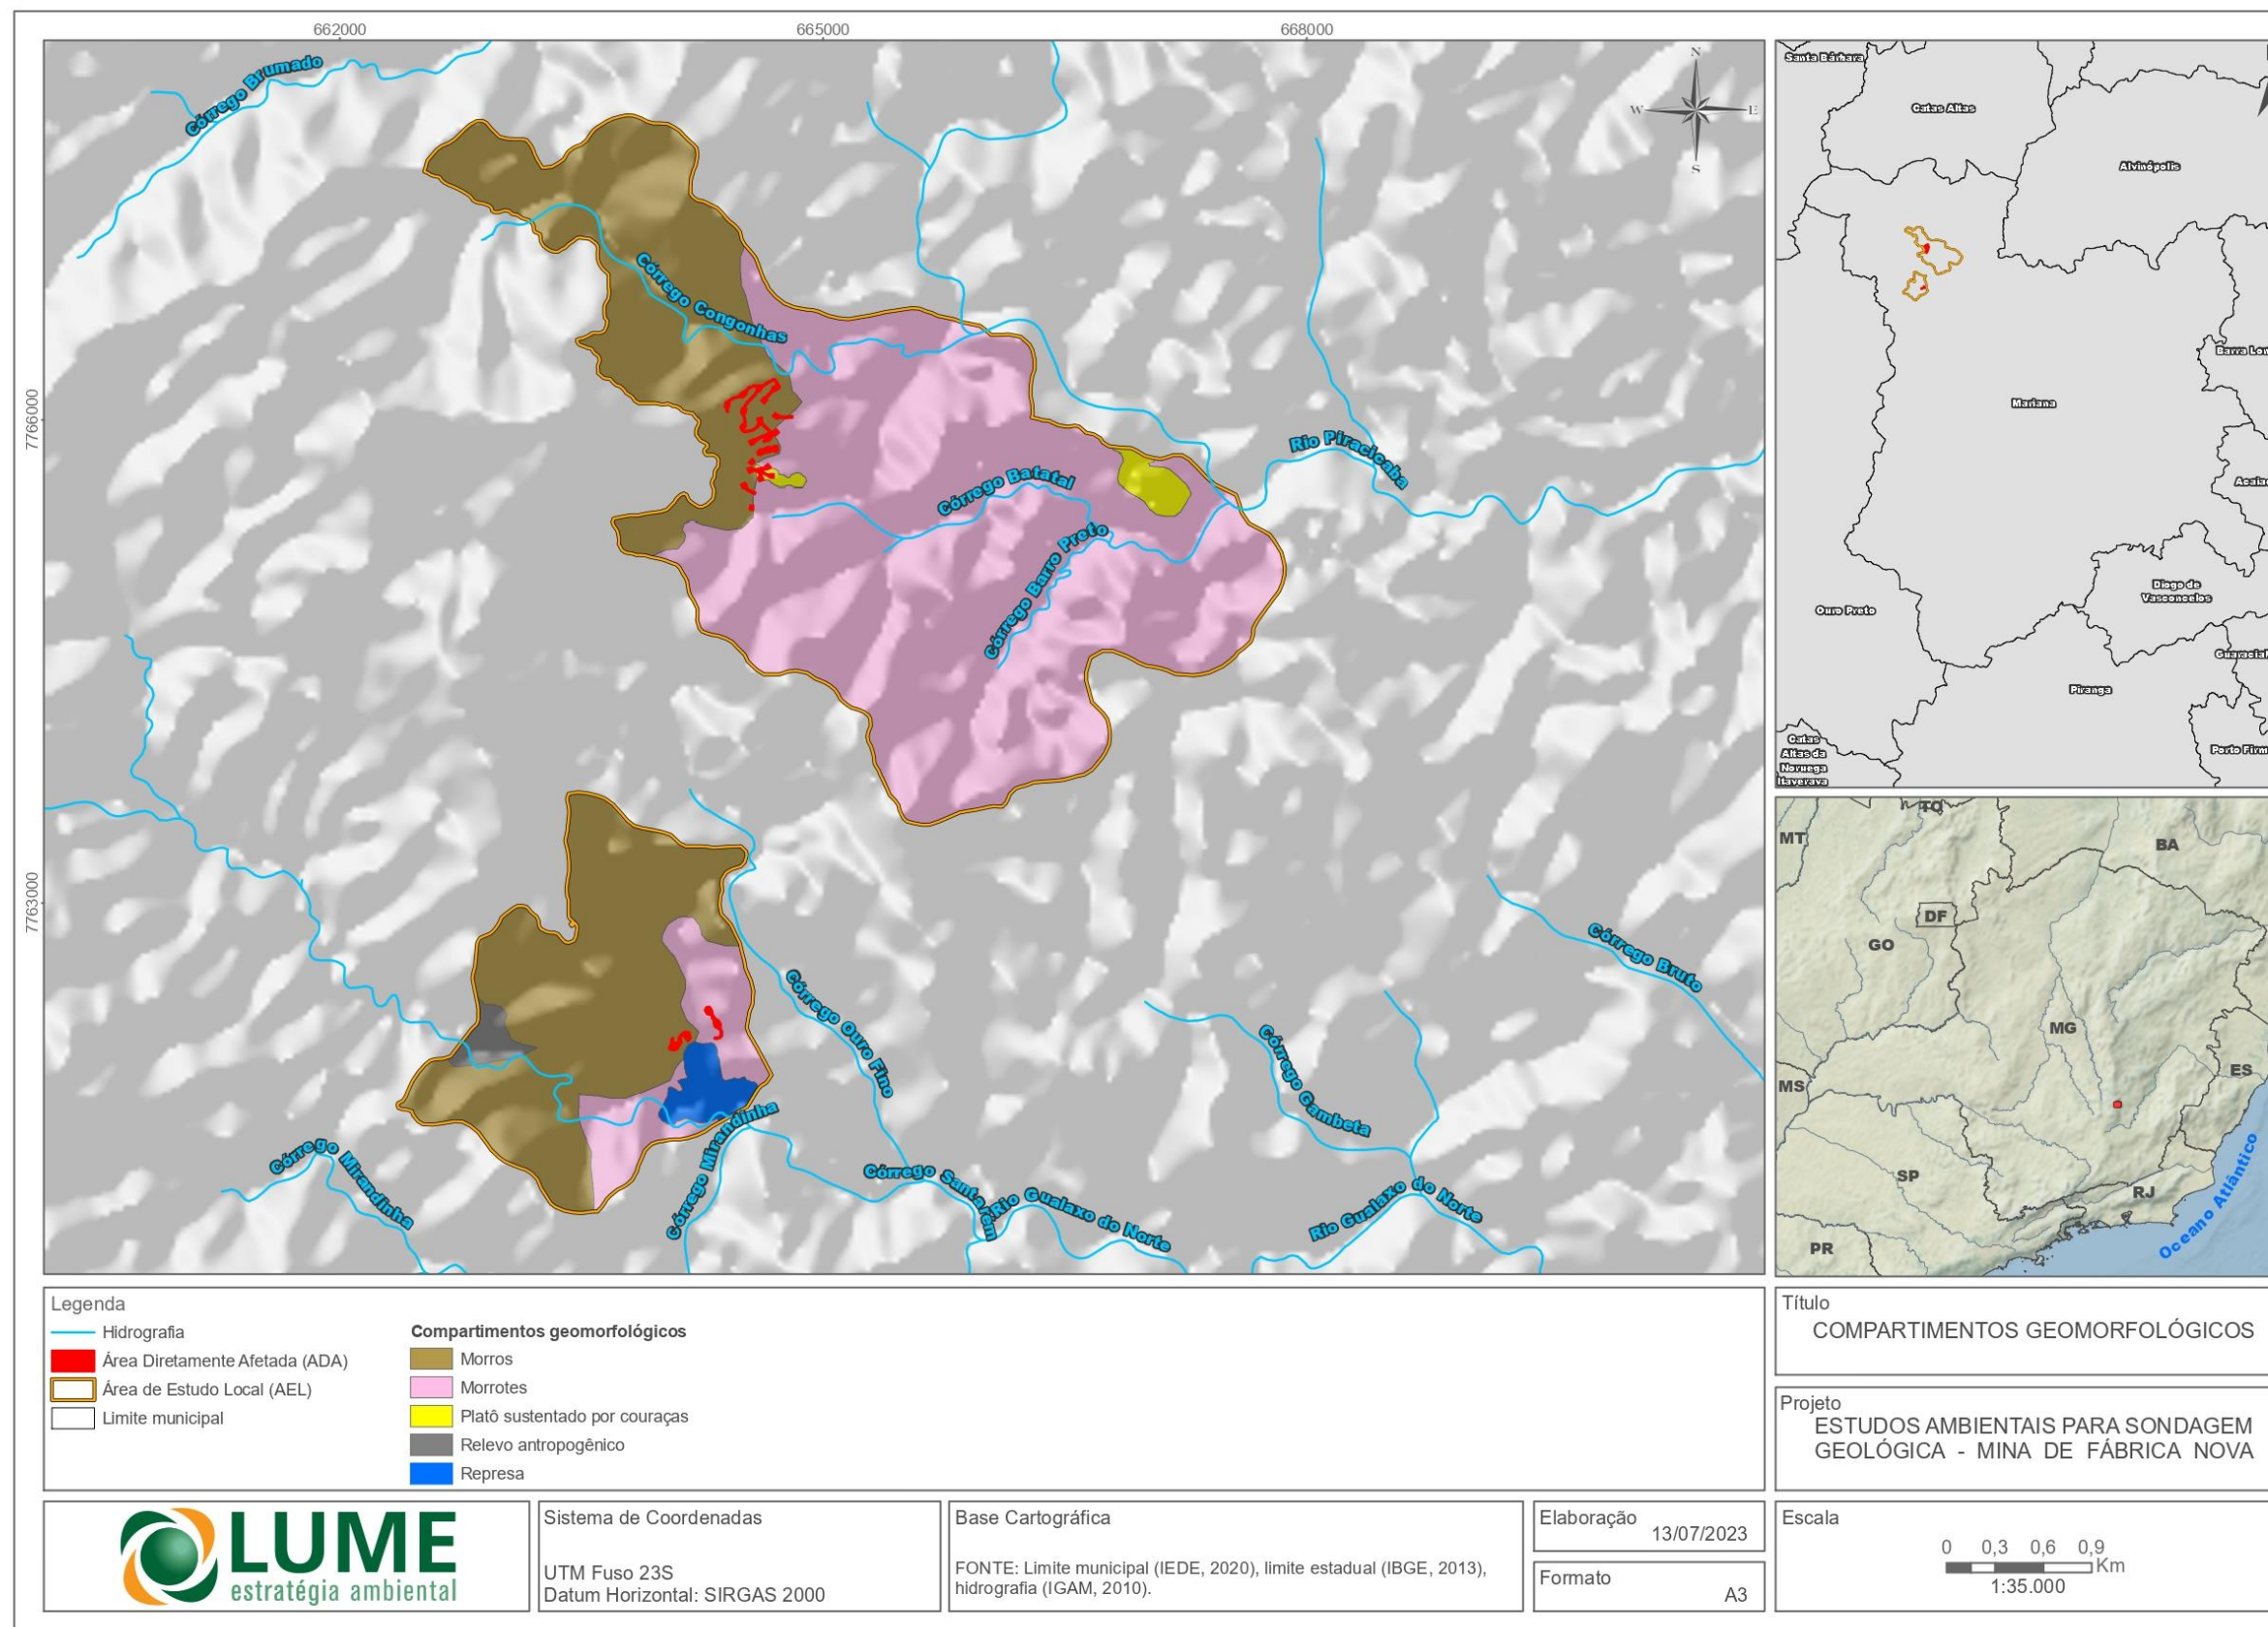 662000
665000
668000
7766000
7763000
Córrego Brumado
Córrego Congonhas
Córrego Batatal
Córrego Barro Preto
Rio Piracicaba
Córrego Ouro Fino
Córrego Bruto
Córrego Gambeta
Córrego Mirandinha
Córrego Mirandinha
Córrego Santarém
Rio Gualaxo do Norte
Rio Gualaxo do Norte
N
W
E
S
Santa Bárbara
Catas Altas
Alvinópolis
Mariana
Ouro Preto
Diogo de
Vasconcelos
Piranga
Catas
Altas da
Noruega
Itaverava
TO
MT
BA
DF
GO
MG
MS
ES
SP
RJ
PR
Oceano Atlântico
Legenda
Hidrografia
Área Diretamente Afetada (ADA)
Área de Estudo Local (AEL)
Limite municipal
Compartimentos geomorfológicos
Morros
Morrotes
Platô sustentado por couraças
Relevo antropogênico
Represa
Título
COMPARTIMENTOS GEOMORFOLÓGICOS
Projeto
ESTUDOS AMBIENTAIS PARA SONDAGEM
GEOLÓGICA - MINA DE FÁBRICA NOVA
LUME
estratégia ambiental
Sistema de Coordenadas
UTM Fuso 23S
Datum Horizontal: SIRGAS 2000
Base Cartográfica
FONTE: Limite municipal (IEDE, 2020), limite estadual (IBGE, 2013),
hidrografia (IGAM, 2010).
Elaboração
13/07/2023
Formato
A3
Escala
0 0,3 0,6 0,9
Km
1:35.000